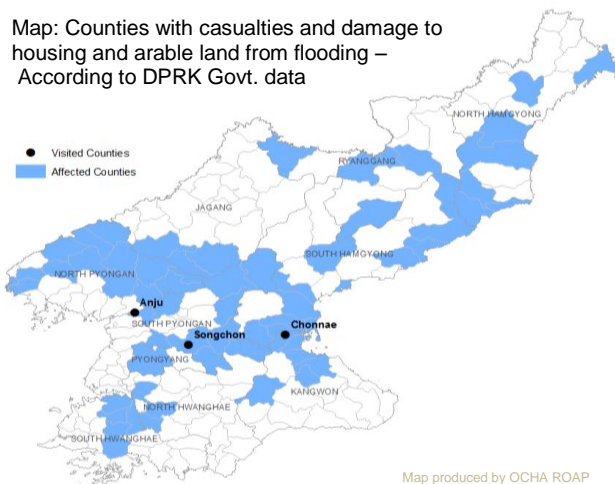 Map: Counties with casualties and damage to
housing and arable land from flooding –
According to DPRK Govt. data
NORTH HAMGYONG
Visited Counties
RYANGGANG
Affected Counties
JAGANG
SOUTH HAMGYONG
NORTH PYONGAN
Anju
SOUTH PYONGAN
Chonnae
Songchon
PYONGYANG
KANGWON
NORTH HWANGHAE
SOUTH HWANGHAE
Map produced by OCHA ROAP